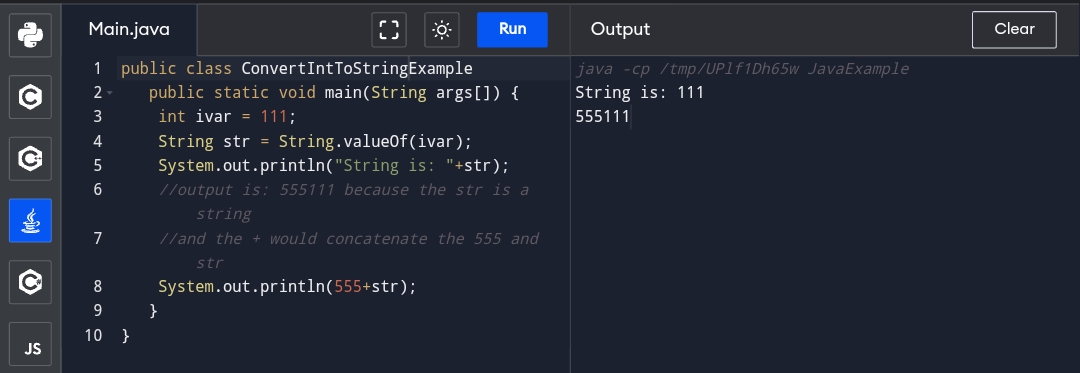 Main.java
Run
Output
Clear
1 public class ConvertIntToStringExample
2 public static void main(String args[]) {
3 int ivar = 111;
4 String str = String.valueOf(ivar);
5 System.out.println("String is: "+str);
6 //output is: 555111 because the str is a
string
7 //and the + would concatenate the 555 and
str
8 System.out.println(555+str);
9 }
10 }
java -cp /tmp/UPlf1Dh65w JavaExample
String is: 111
555111
C
C
C
JS